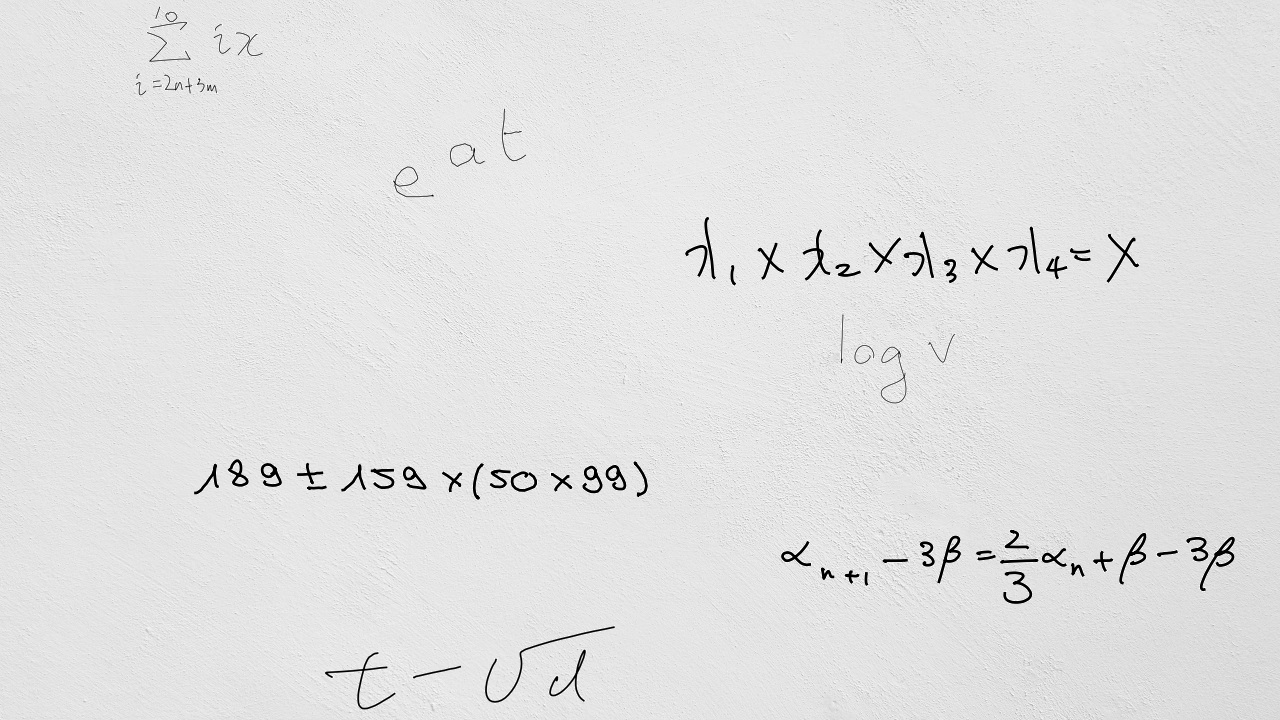 \sum_{i=2n+3m}^{10} ix
e^{at}
\lambda_1 \times \lambda_2 \times \lambda_3 \times \lambda_4 = X
\log v
189 \pm 159 \times (50 \times 99)
\alpha_{n+1} - 3\beta = \frac{2}{3}\alpha_n + \beta - 3\beta
t - \sqrt{d}